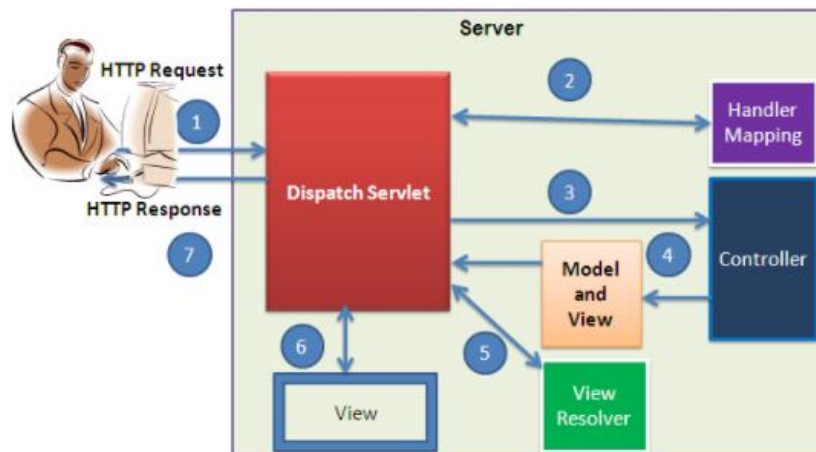 Server
HTTP Request
1
2
Handler
Mapping
Dispatch Servlet
3
HTTP Response
7
Model
and
View
4
Controller
6
5
View
View
Resolver